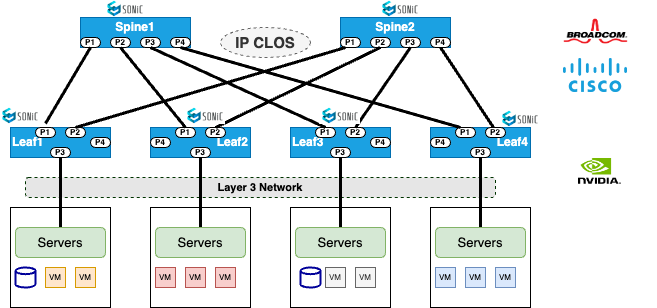 SONiC
SONiC
Spine1
Spine2
BROADCOM.
P1 P2 P3 P4
IP CLOS
P1 P2 P3 P4
CISCO
SONiC
SONiC
SONiC
SONiC
P1 P2
P1 P2
P1 P2
P1 P2
Leaf1 P4
P4 Leaf2
Leaf3 P4
P4 Leaf4
P3
P3
P3
P3
NVIDIA.
Layer 3 Network
Servers
Servers
Servers
Servers
VM VM
VM VM VM
VM VM
VM VM VM